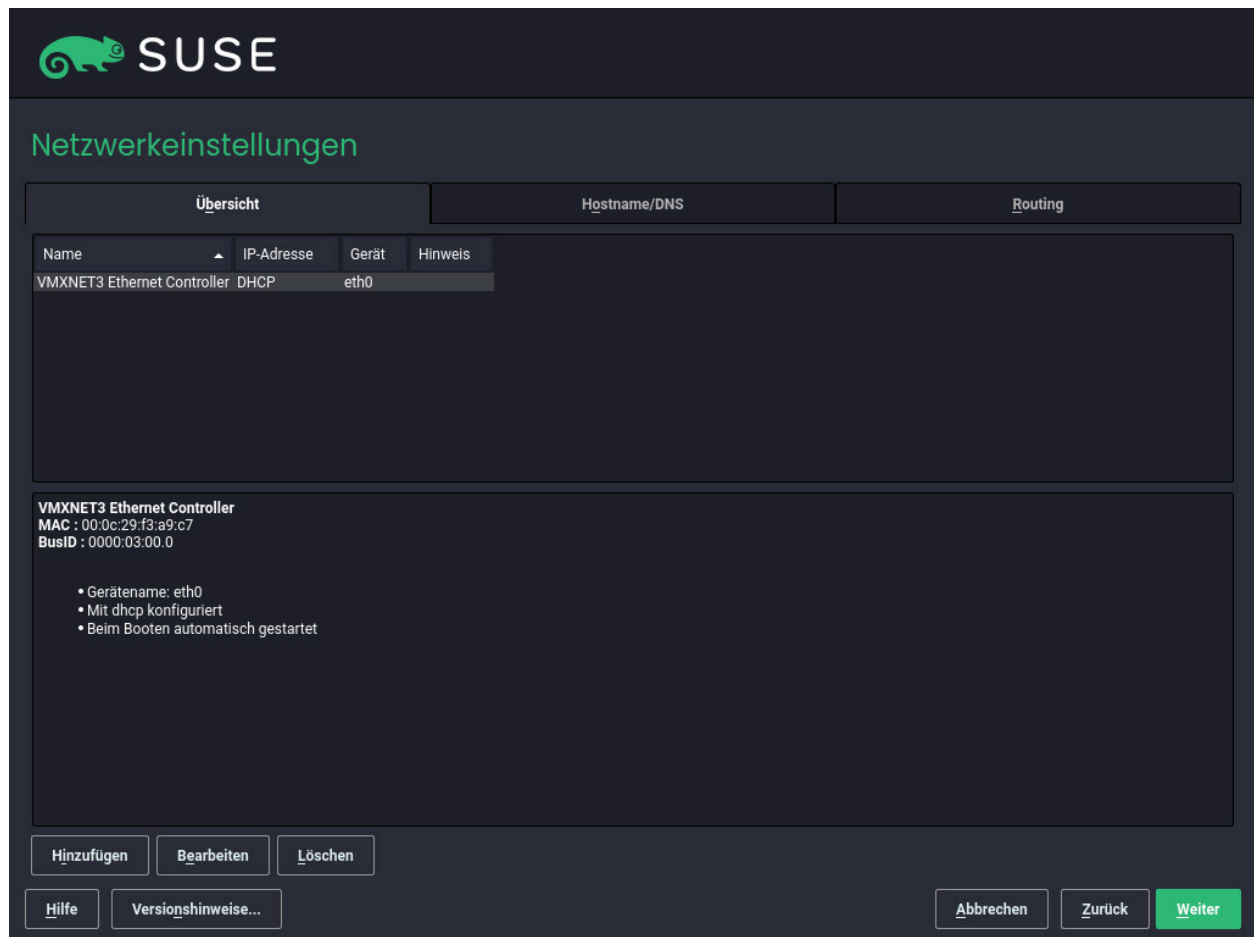 SUSE
Netzwerkeinstellungen
Übersicht Hostname/DNS Routing
Name IP-Adresse Gerät Hinweis
VMXNET3 Ethernet Controller DHCP eth0
VMXNET3 Ethernet Controller
MAC : 00:0c:29:f3:a9:c7
BusID : 0000:03:00.0
• Gerätename: eth0
• Mit dhcp konfiguriert
• Beim Booten automatisch gestartet
Hinzufügen Bearbeiten Löschen
Hilfe Versionshinweise... Abbrechen Zurück Weiter